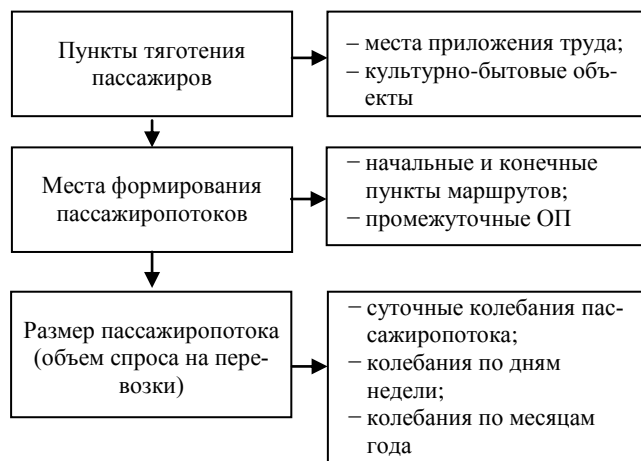 Пункты тяготения
пассажиров
– места приложения труда;
– культурно-бытовые объ-
екты
Места формирования
пассажиропотоков
– начальные и конечные
пункты маршрутов;
– промежуточные ОП
Размер пассажиропотока
(объем спроса на пере-
возки)
– суточные колебания пас-
сажиропотока;
– колебания по дням
недели;
– колебания по месяцам
года